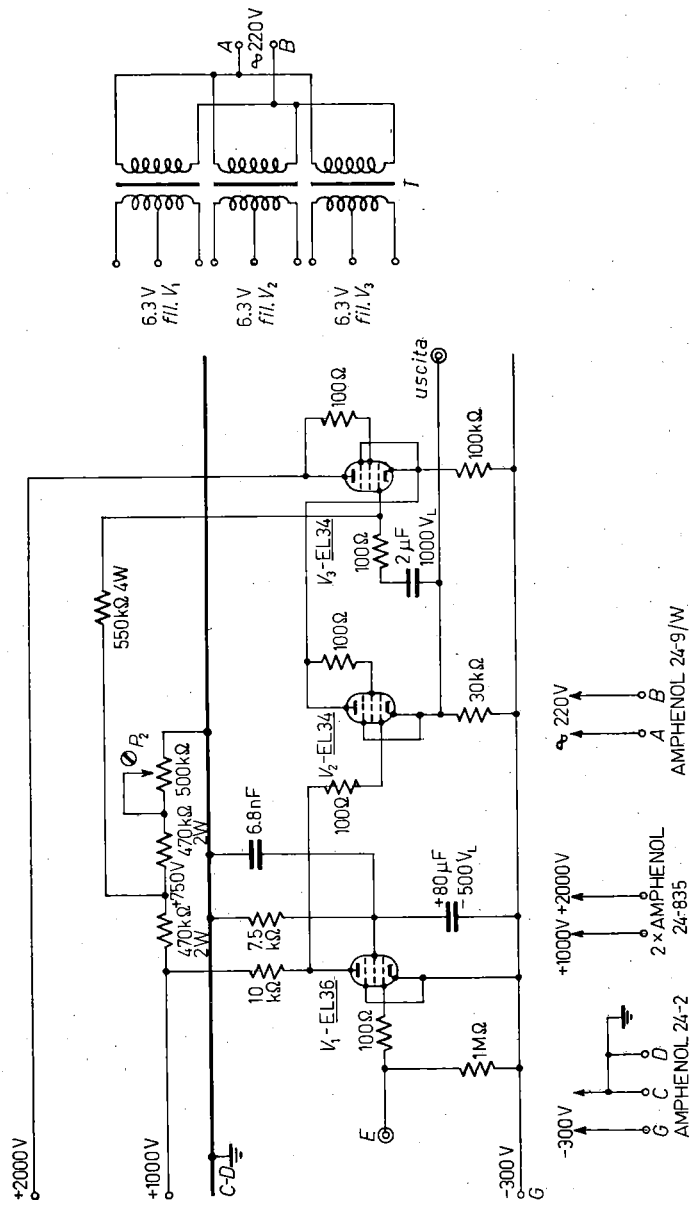 +2000V
+1000V
C-D
E
-300V
G
550kΩ 4W
470kΩ
2W
+750V
470kΩ
2W
500kΩ
P₂
10
kΩ
7.5
kΩ
6.8nF
V₁-EL36
100Ω
1MΩ
+80μF
-500V_L
V₂-EL34
100Ω
100Ω
30kΩ
V₃-EL34
100Ω
2μF
1000V_L
100Ω
100kΩ
uscita
6.3V
fil. V₁
6.3V
fil. V₂
6.3V
fil. V₃
T
A
220V
B
-300V
G
C
D
AMPHENOL 24-2
+1000V
+2000V
2×AMPHENOL
24-835
220V
A
B
AMPHENOL 24-9/W